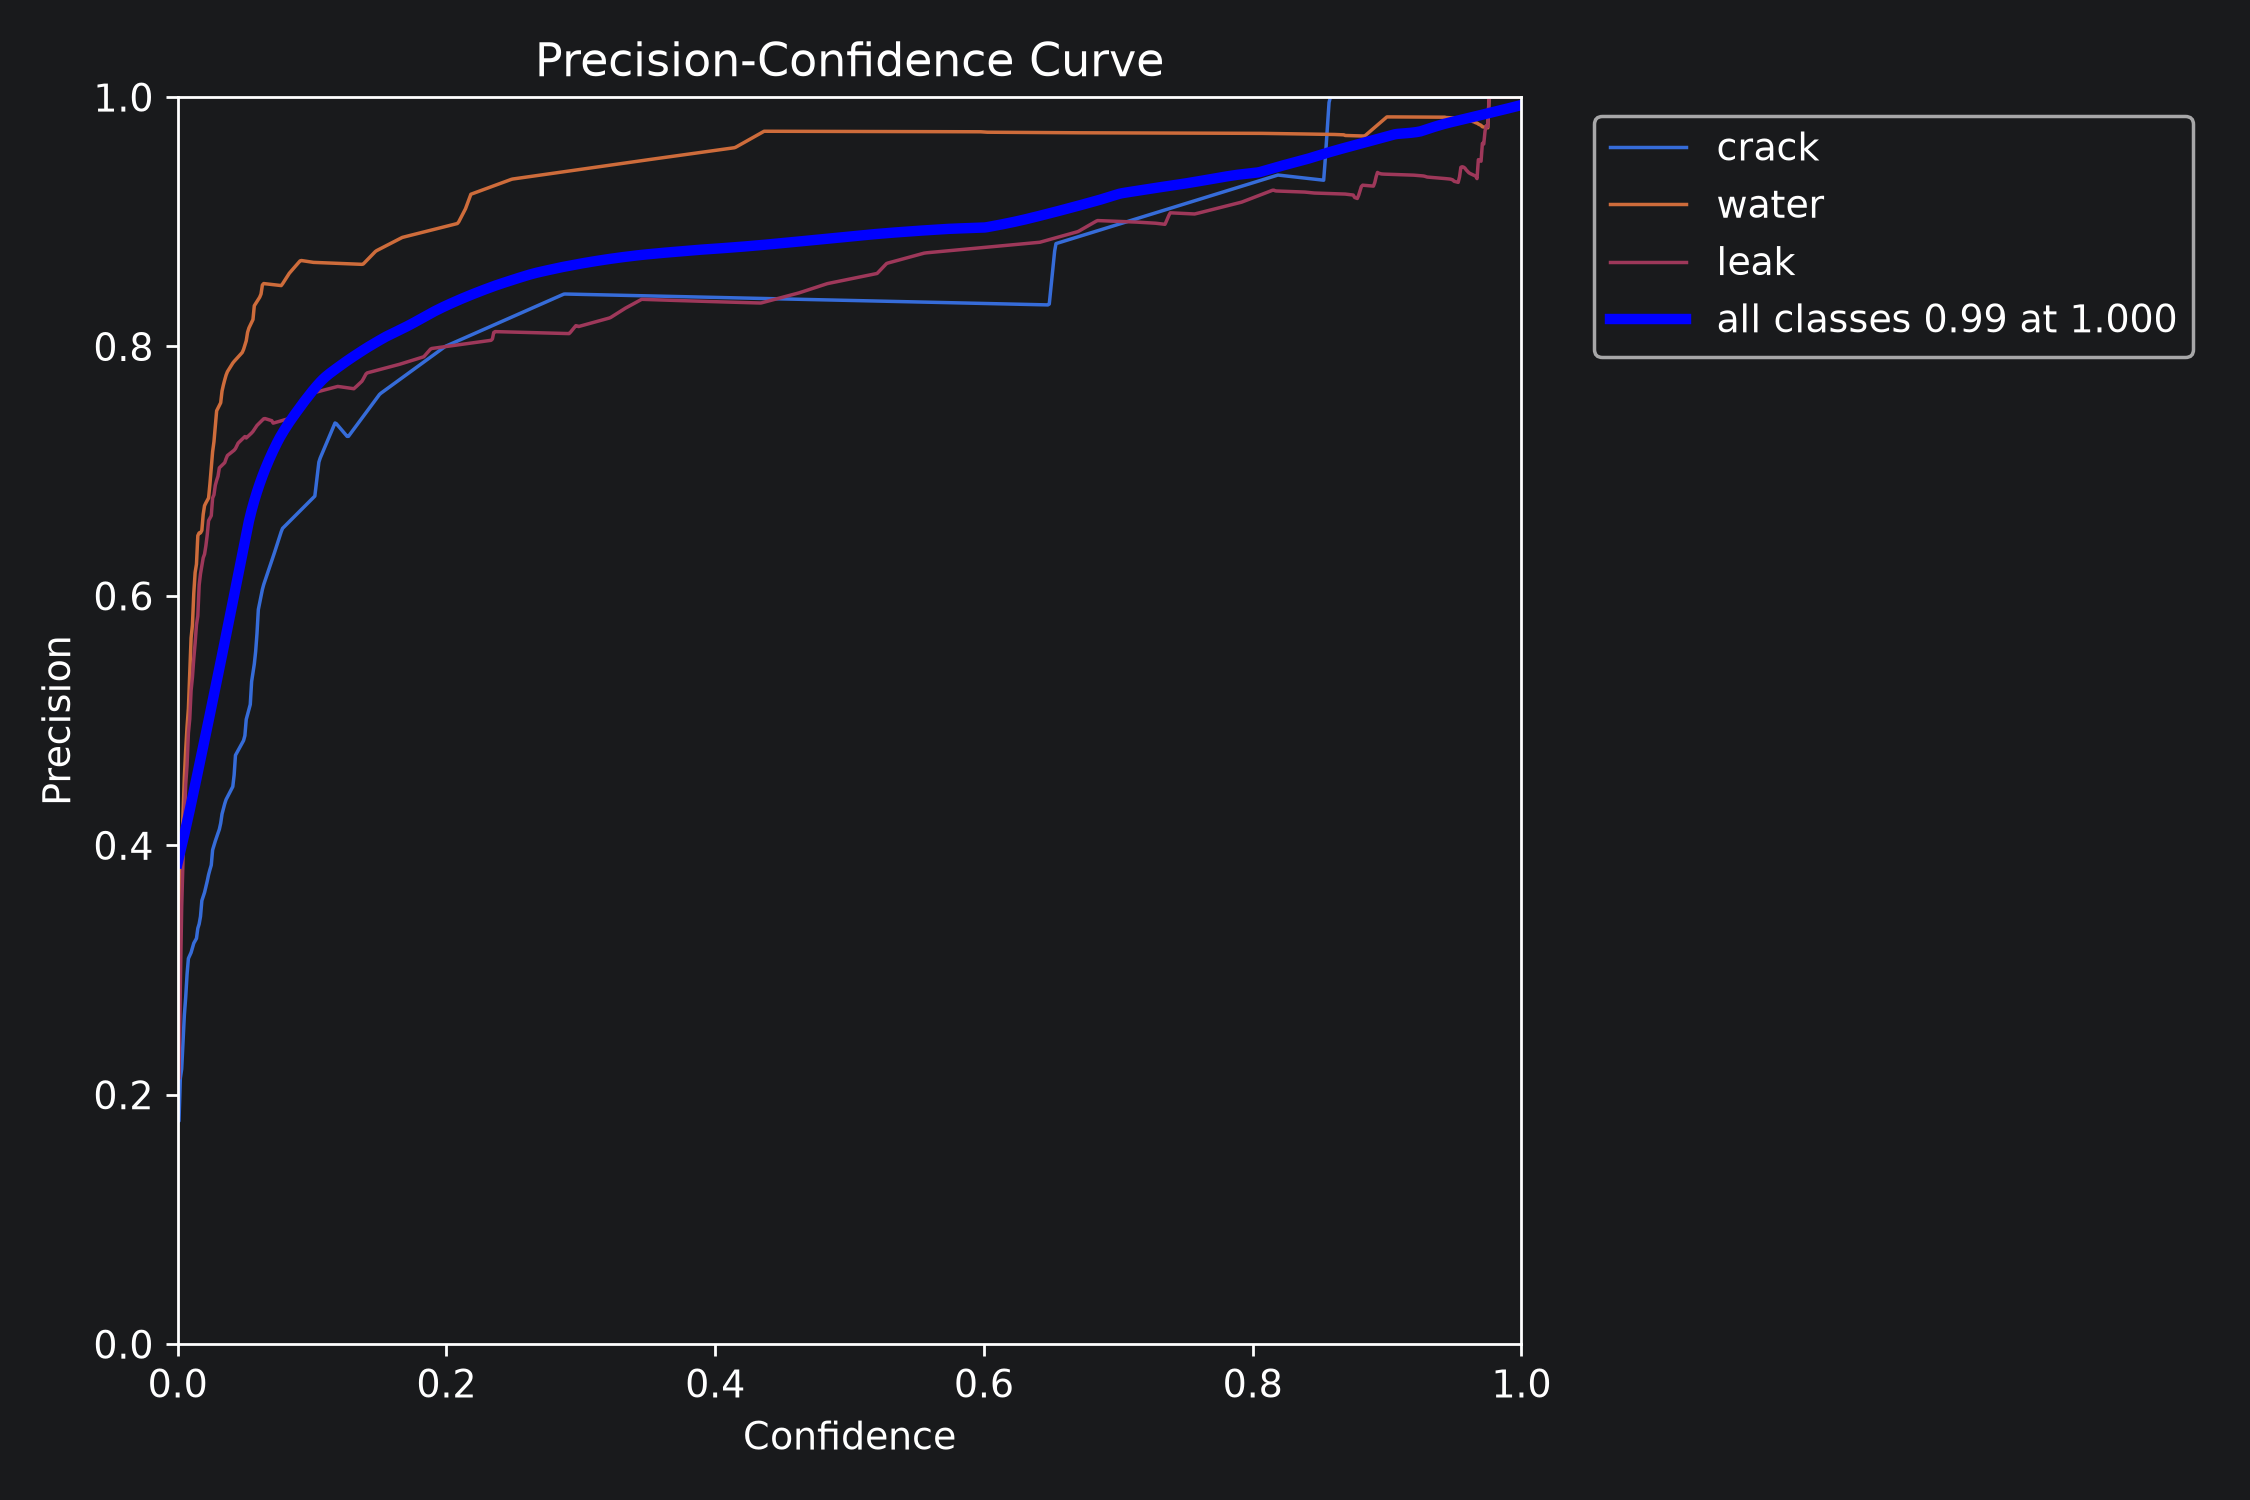 Precision-Confidence Curve
1.0
0.8
0.6
0.4
0.2
0.0
Precision
0.0 0.2 0.4 0.6 0.8 1.0
Confidence
crack
water
leak
all classes 0.99 at 1.000